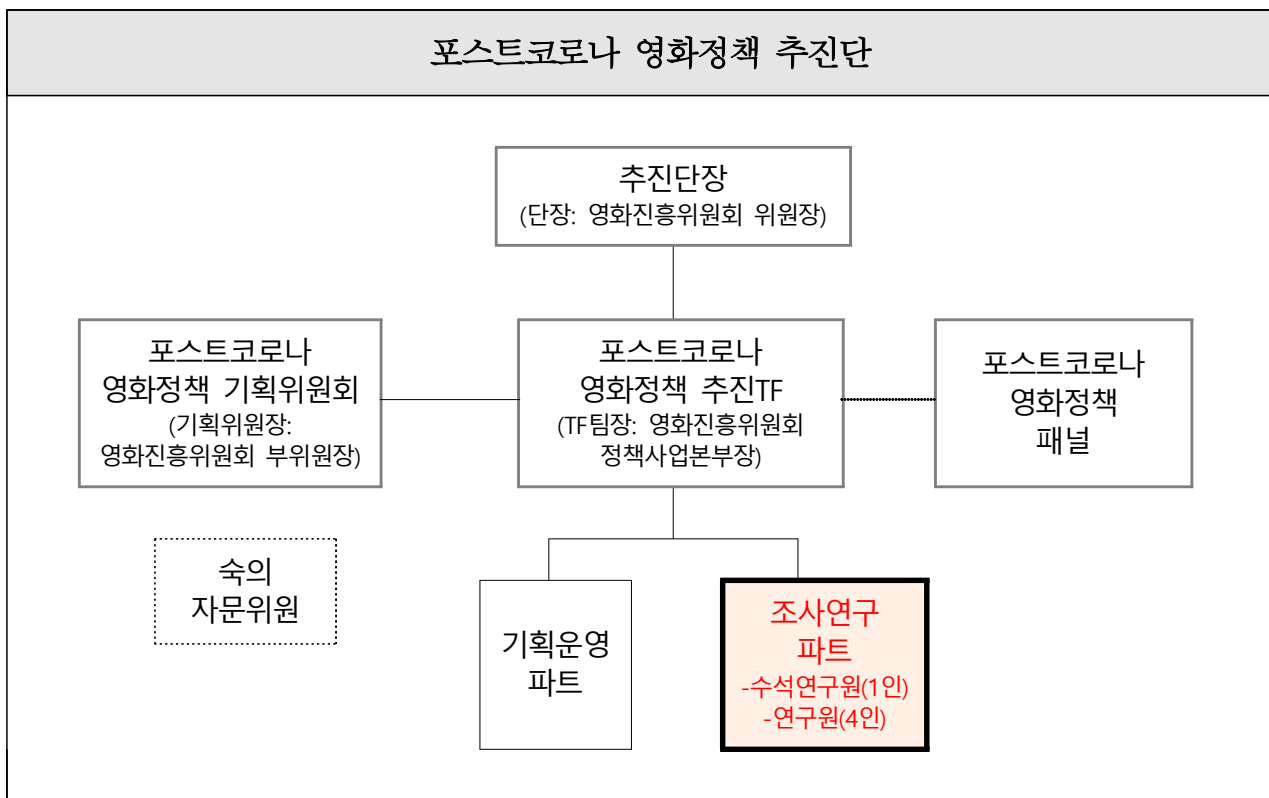 포스트코로나 영화정책 추진단
추진단장
(단장: 영화진흥위원회 위원장)
포스트코로나
영화정책 기획위원회
(기획위원장:
영화진흥위원회 부위원장)
포스트코로나
영화정책 추진TF
(TF팀장: 영화진흥위원회
정책사업본부장)
포스트코로나
영화정책
패널
숙의
자문위원
기획운영
파트
조사연구
파트
-수석연구원(1인)
-연구원(4인)